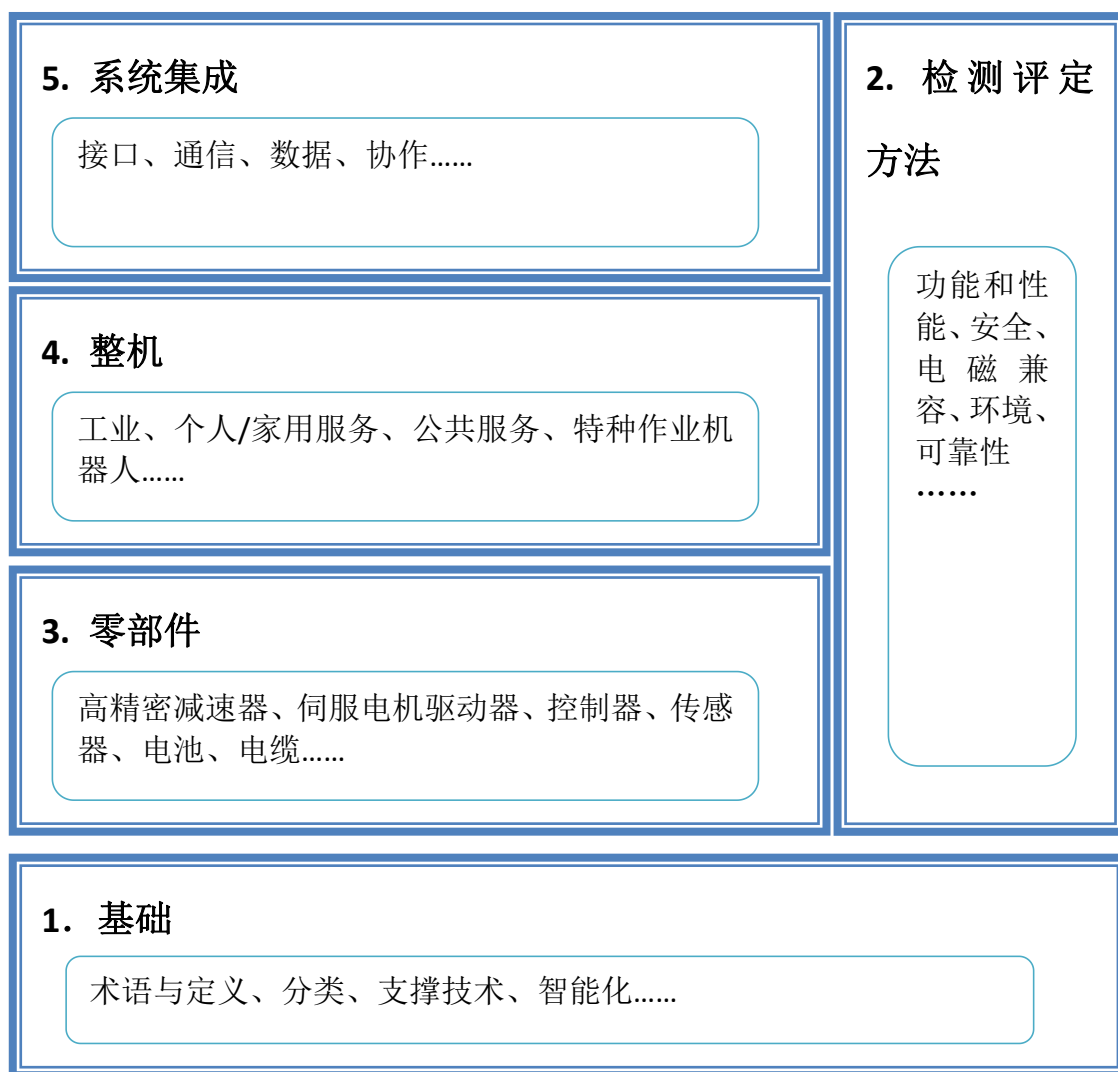 5. 系统集成
接口、通信、数据、协作……
4. 整机
工业、个人/家用服务、公共服务、特种作业机
器人……
3. 零部件
高精密减速器、伺服电机驱动器、控制器、传感
器、电池、电缆……
2. 检测评定
方法
功能和性
能、安全、
电磁兼
容、环境、
可靠性
……
1. 基础
术语与定义、分类、支撑技术、智能化……